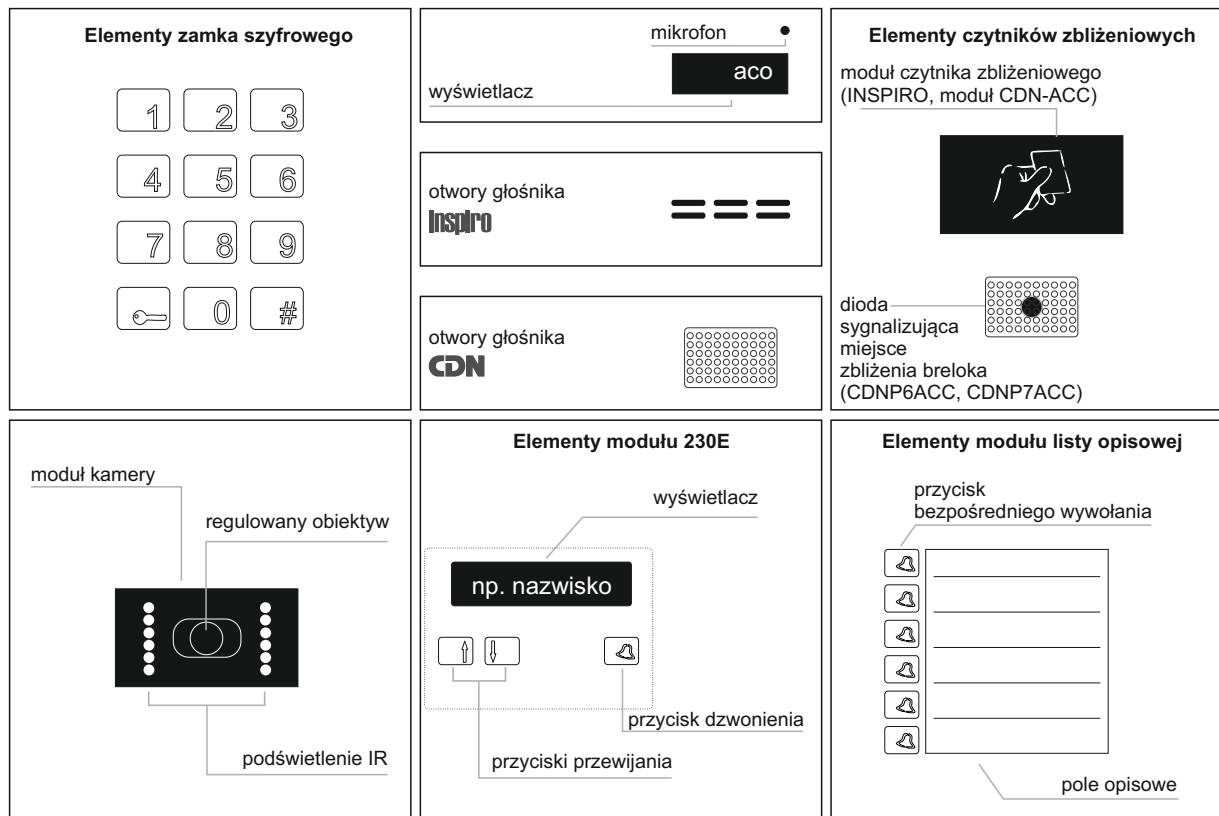 Elementy zamka szyfrowego
1 2 3
4 5 6
7 8 9
0 #
mikrofon
aco
wyświetlacz
otwory głośnika
Inspiro
otwory głośnika
CDN
Elementy czytników zbliżeniowych
moduł czytnika zbliżeniowego
(INSPIRO, moduł CDN-ACC)
dioda
sygnalizująca
miejsce
zbliżenia breloka
(CDNP6ACC, CDNP7ACC)
moduł kamery
regulowany obiektyw
podświetlenie IR
Elementy modułu 230E
wyświetlacz
np. nazwisko
przycisk dzwonienia
przyciski przewijania
Elementy modułu listy opisowej
przycisk
bezpośredniego wywołania
pole opisowe